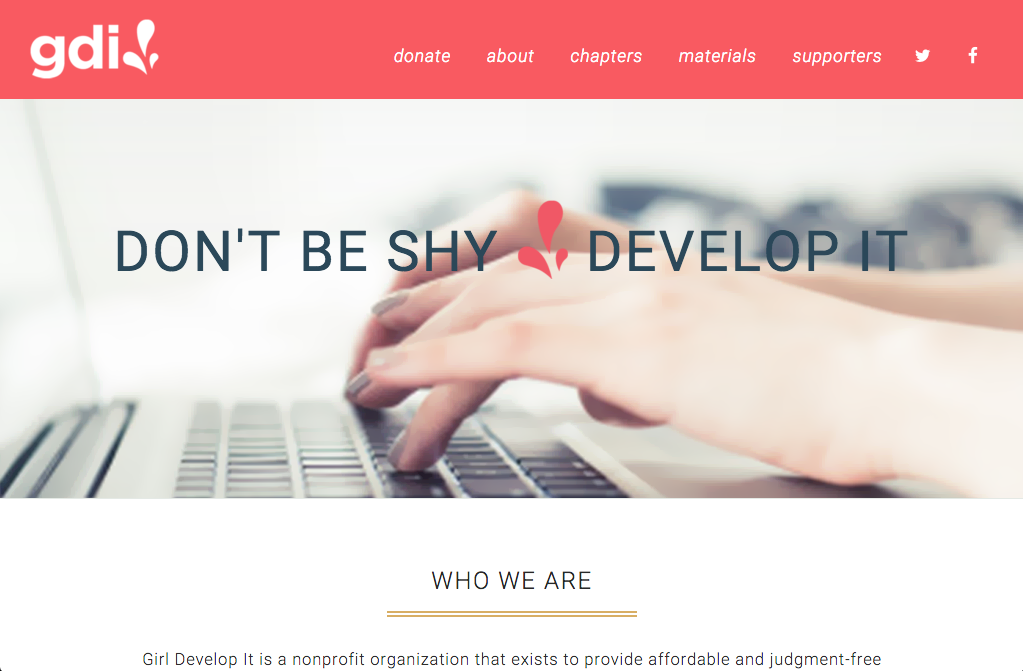 gdi
donate about chapters materials supporters
DON'T BE SHY DEVELOP IT
WHO WE ARE
Girl Develop It is a nonprofit organization that exists to provide affordable and judgment-free